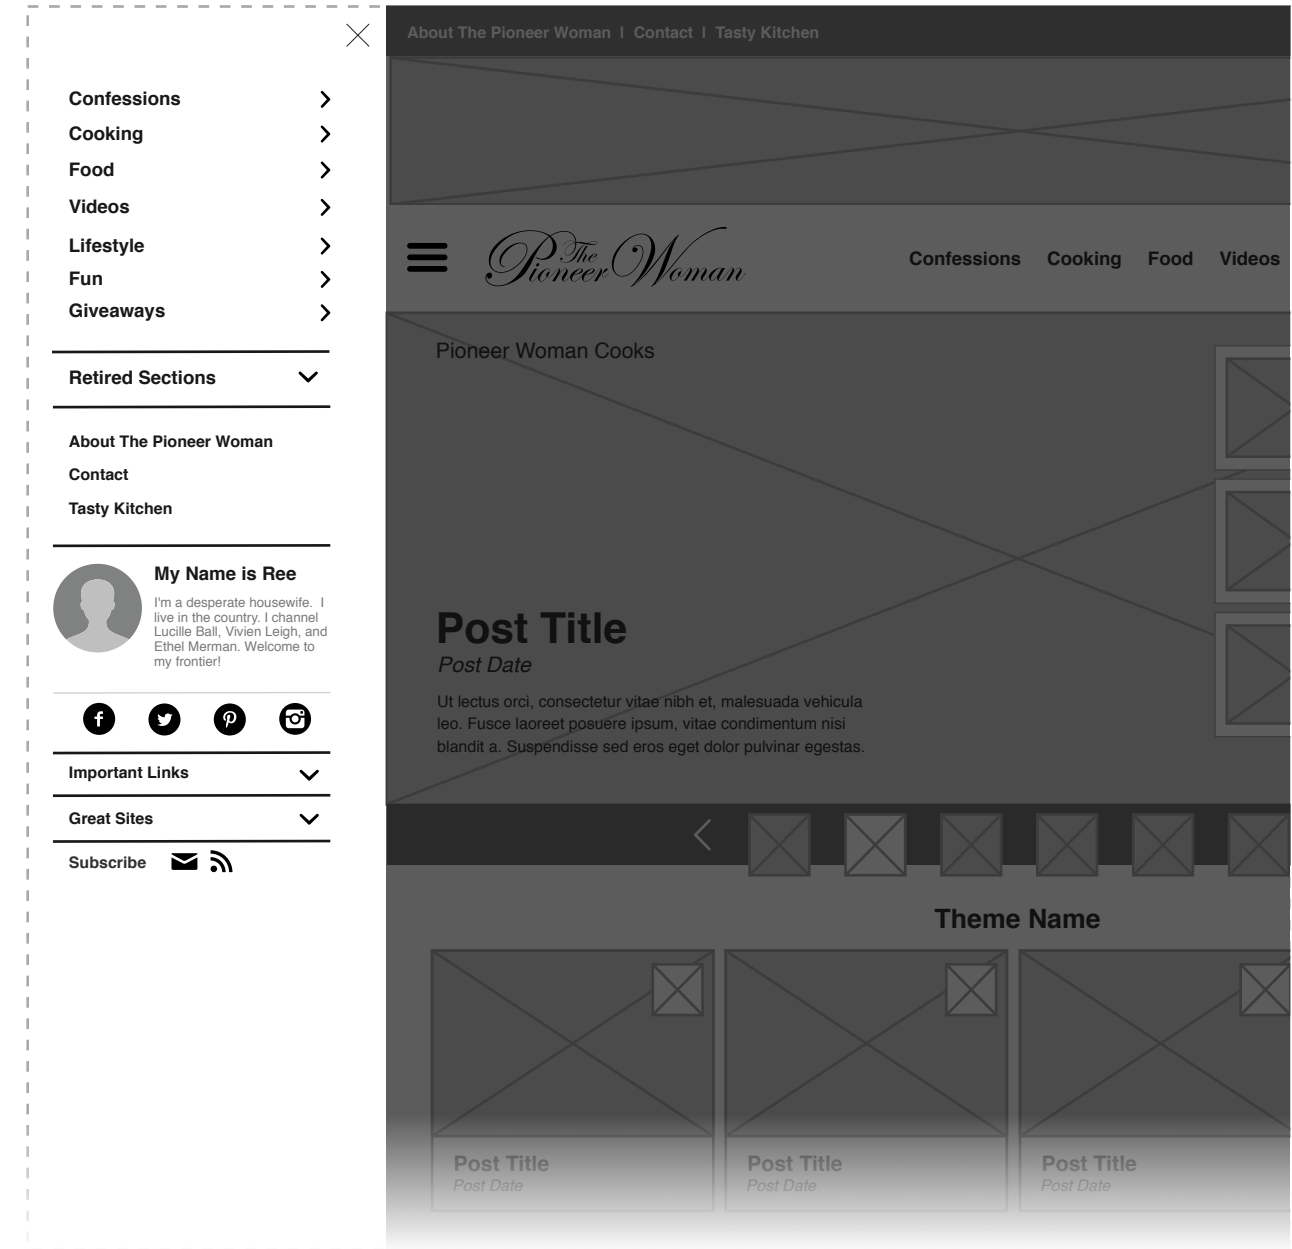 Confessions
Cooking
Food
Videos
Lifestyle
Fun
Giveaways
Retired Sections
About The Pioneer Woman
Contact
Tasty Kitchen
My Name is Ree
I'm a desperate housewife. I
live in the country. I channel
Lucille Ball, Vivien Leigh, and
Ethel Merman. Welcome to
my frontier!
Important Links
Great Sites
Subscribe
About The Pioneer Woman | Contact | Tasty Kitchen
The Pioneer Woman
Confessions Cooking Food Videos
Pioneer Woman Cooks
Post Title
Post Date
Ut lectus orci, consectetur vitae nibh et, malesuada vehicula
leo. Fusce laoreet posuere ipsum, vitae condimentum nisi
blandit a. Suspendisse sed eros eget dolor pulvinar egestas.
Theme Name
Post Title
Post Date
Post Title
Post Date
Post Title
Post Date